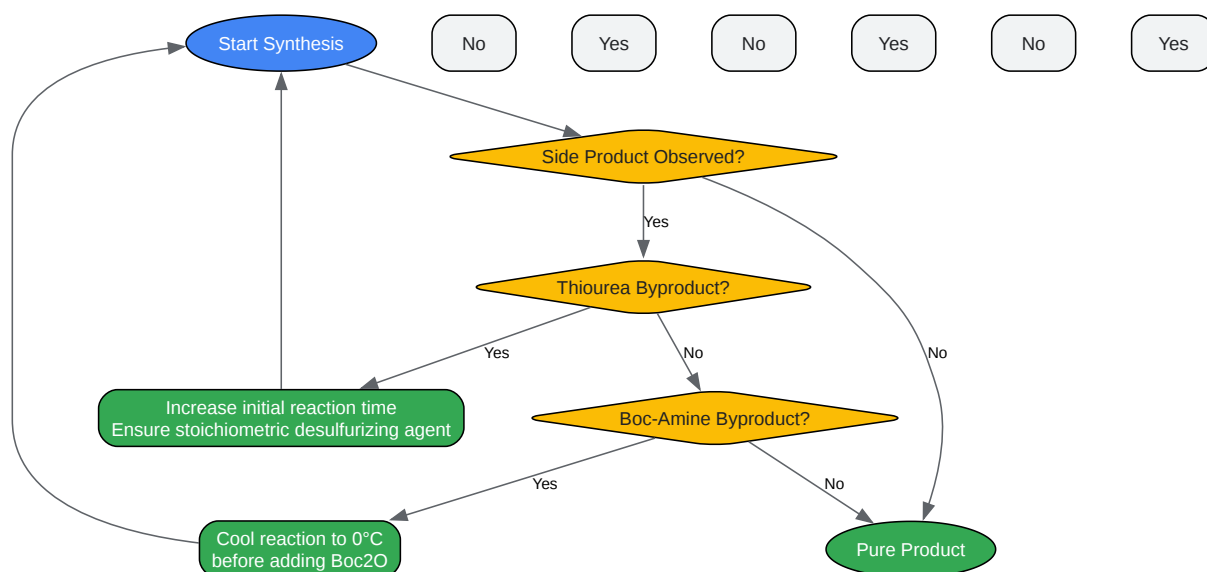 Start Synthesis
No
Yes
No
Yes
No
Yes
Side Product Observed?
Yes
Thiourea Byproduct?
Yes
No
No
Increase initial reaction time
Ensure stoichiometric desulfurizing agent
Boc-Amine Byproduct?
Yes
No
Cool reaction to 0°C
before adding Boc2O
Pure Product